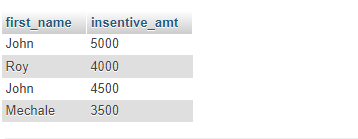 first_name insentive_amt
John 5000
Roy 4000
John 4500
Mechale 3500